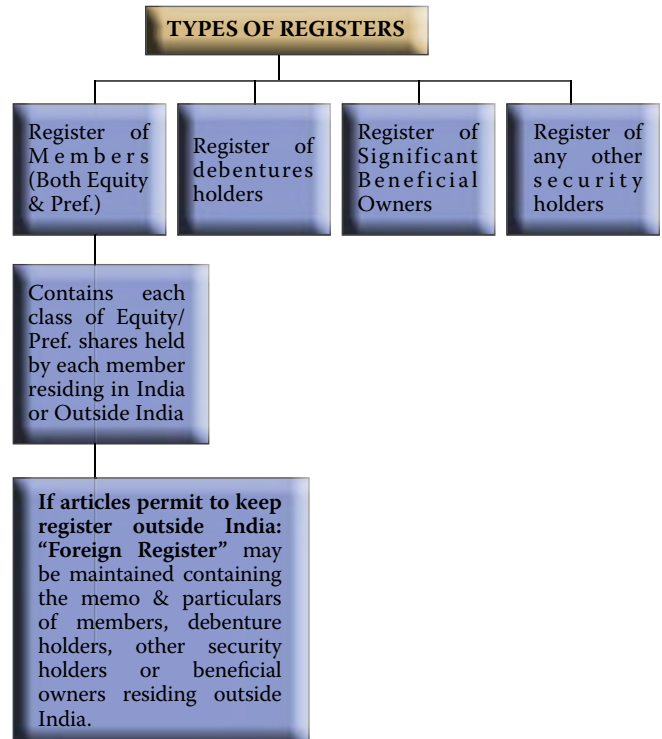 TYPES OF REGISTERS
Register of
Members
(Both Equity
& Pref.)
Register of
debentures
holders
Register of
Significant
Beneficial
Owners
Register of
any other
security
holders
Contains each
class of Equity/
Pref. shares held
by each member
residing in India
or Outside India
If articles permit to keep
register outside India:
“Foreign Register” may
be maintained containing
the memo & particulars
of members, debenture
holders, other security
holders or beneficial
owners residing outside
India.